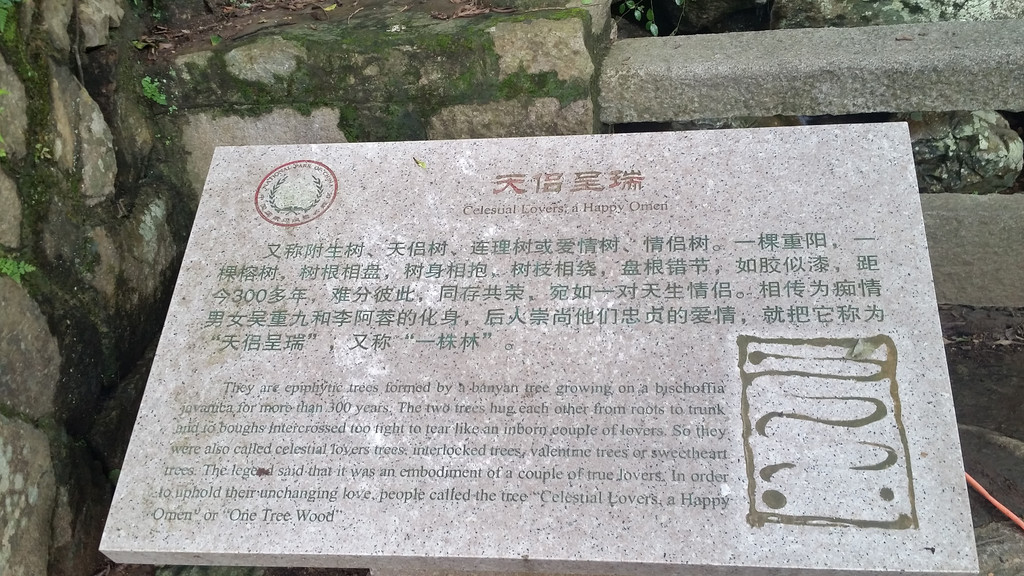 NATIONAL PARK OF
天侣呈瑞
Celestial Lovers, a Happy Omen
又称附生树、天侣树、连理树或爱情树、情侣树。一棵重阳，一
棵榕树，树根相盘，树身相抱，树枝相绕，盘根错节，如胶似漆，距
今300多年，难分彼此，同存共荣，宛如一对天生情侣。相传为痴情
男女吴重九和李阿蓉的化身，后人崇尚他们忠贞的爱情，就把它称为
“天侣呈瑞”，又称“一株林”。
They are epiphytic trees formed by a banyan tree growing on a bischoffia
javanica for more than 300 years. The two trees hug each other from roots to trunk
and to boughs intercrossed too tight to tear like an inborn couple of lovers. So they
were also called celestial lovers trees, interlocked trees, valentine trees or sweetheart
trees. The legend said that it was an embodiment of a couple of true lovers. In order
to uphold their unchanging love, people called the tree "Celestial Lovers, a Happy
Omen" or "One Tree Wood"